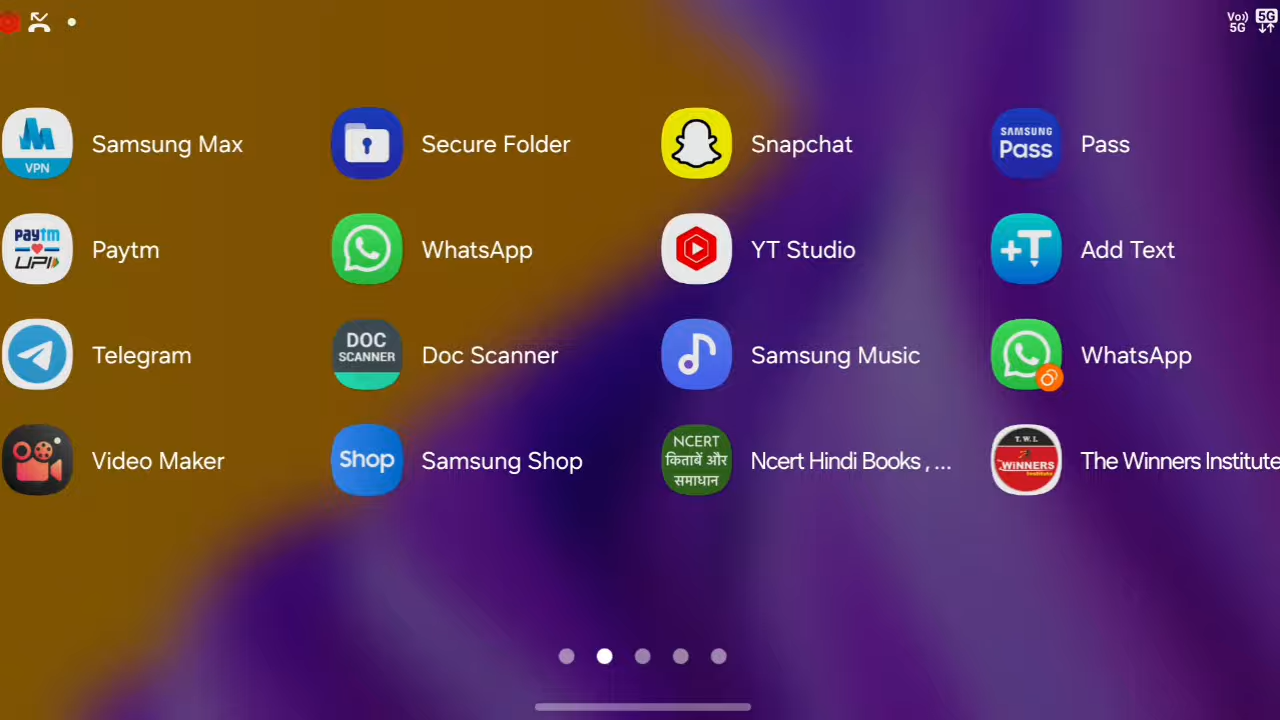 Vo)) 5G
5G
VPN
Samsung Max
Secure Folder
Snapchat
SAMSUNG
Pass
Pass
Paytm
UPI
Paytm
WhatsApp
YT Studio
+T
Add Text
Telegram
DOC
SCANNER
Doc Scanner
Samsung Music
WhatsApp
Video Maker
Shop
Samsung Shop
NCERT
किताबें और
समाधान
Ncert Hindi Books , ...
T.W.I.
WiNNERS
The Winners Institute